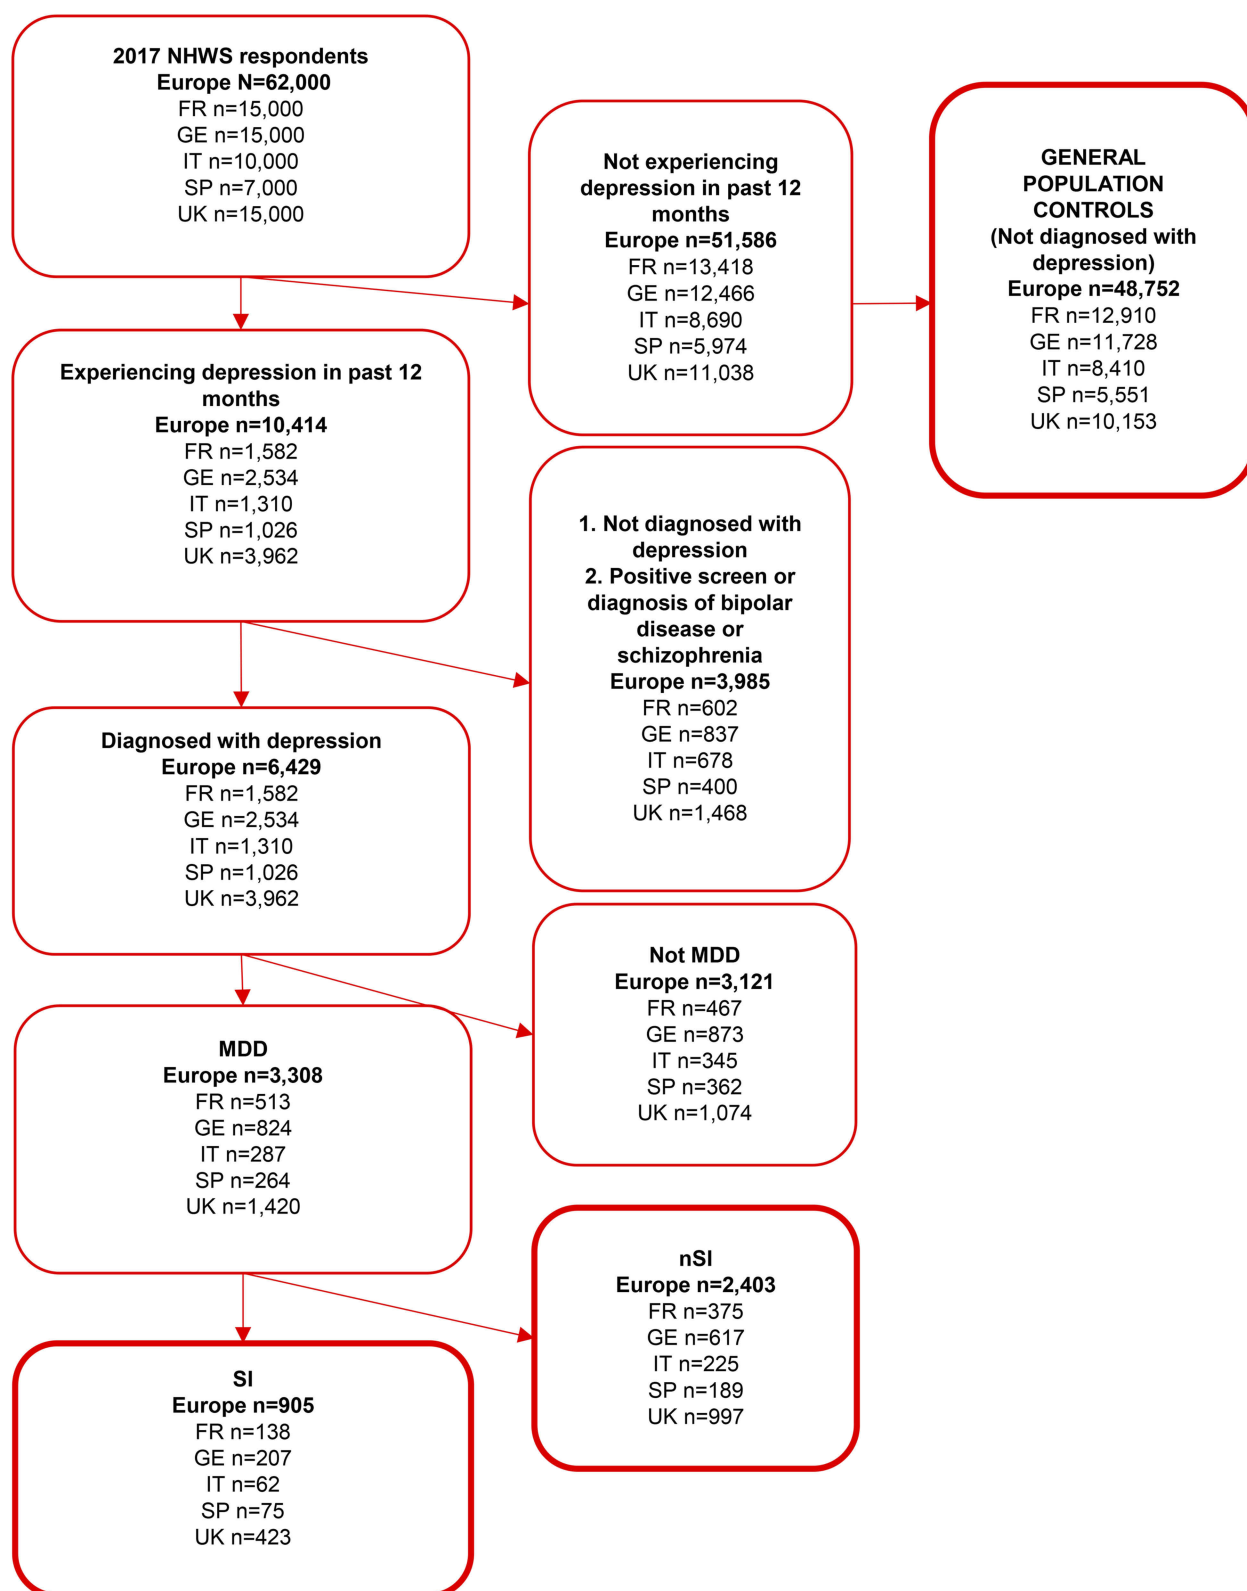 2017 NHWS respondents
Europe N=62,000
FR n=15,000
GE n=15,000
IT n=10,000
SP n=7,000
UK n=15,000
Not experiencing
depression in past 12
months
Europe n=51,586
FR n=13,418
GE n=12,466
IT n=8,690
SP n=5,974
UK n=11,038
GENERAL
POPULATION
CONTROLS
(Not diagnosed with
depression)
Europe n=48,752
FR n=12,910
GE n=11,728
IT n=8,410
SP n=5,551
UK n=10,153
Experiencing depression in past 12
months
Europe n=10,414
FR n=1,582
GE n=2,534
IT n=1,310
SP n=1,026
UK n=3,962
1. Not diagnosed with
depression
2. Positive screen or
diagnosis of bipolar
disease or
schizophrenia
Europe n=3,985
FR n=602
GE n=837
IT n=678
SP n=400
UK n=1,468
Diagnosed with depression
Europe n=6,429
FR n=1,582
GE n=2,534
IT n=1,310
SP n=1,026
UK n=3,962
Not MDD
Europe n=3,121
FR n=467
GE n=873
IT n=345
SP n=362
UK n=1,074
MDD
Europe n=3,308
FR n=513
GE n=824
IT n=287
SP n=264
UK n=1,420
nSI
Europe n=2,403
FR n=375
GE n=617
IT n=225
SP n=189
UK n=997
SI
Europe n=905
FR n=138
GE n=207
IT n=62
SP n=75
UK n=423